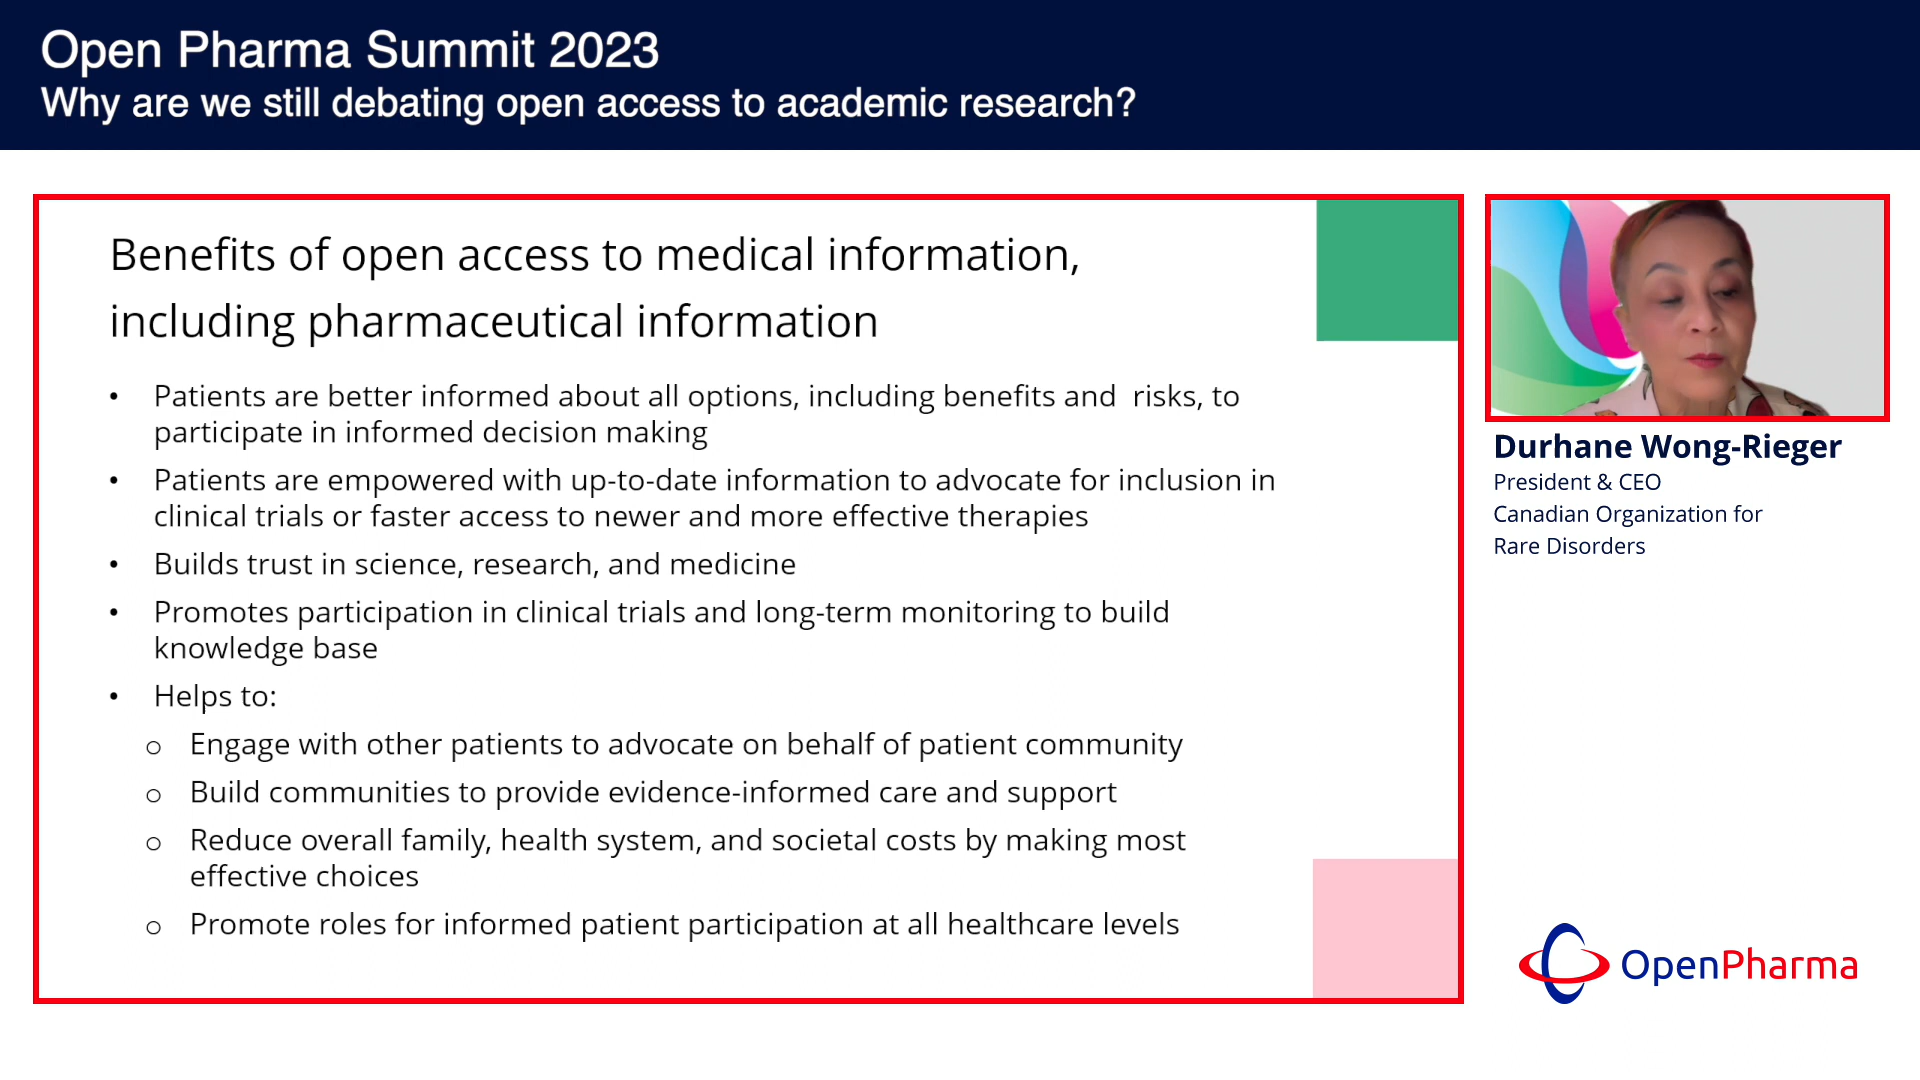 Open Pharma Summit 2023
Why are we still debating open access to academic research?
Benefits of open access to medical information,
including pharmaceutical information
• Patients are better informed about all options, including benefits and  risks, to
participate in informed decision making
• Patients are empowered with up-to-date information to advocate for inclusion in
clinical trials or faster access to newer and more effective therapies
• Builds trust in science, research, and medicine
• Promotes participation in clinical trials and long-term monitoring to build
knowledge base
• Helps to:
o Engage with other patients to advocate on behalf of patient community
o Build communities to provide evidence-informed care and support
o Reduce overall family, health system, and societal costs by making most
effective choices
o Promote roles for informed patient participation at all healthcare levels
Durhane Wong-Rieger
President & CEO
Canadian Organization for
Rare Disorders
OpenPharma